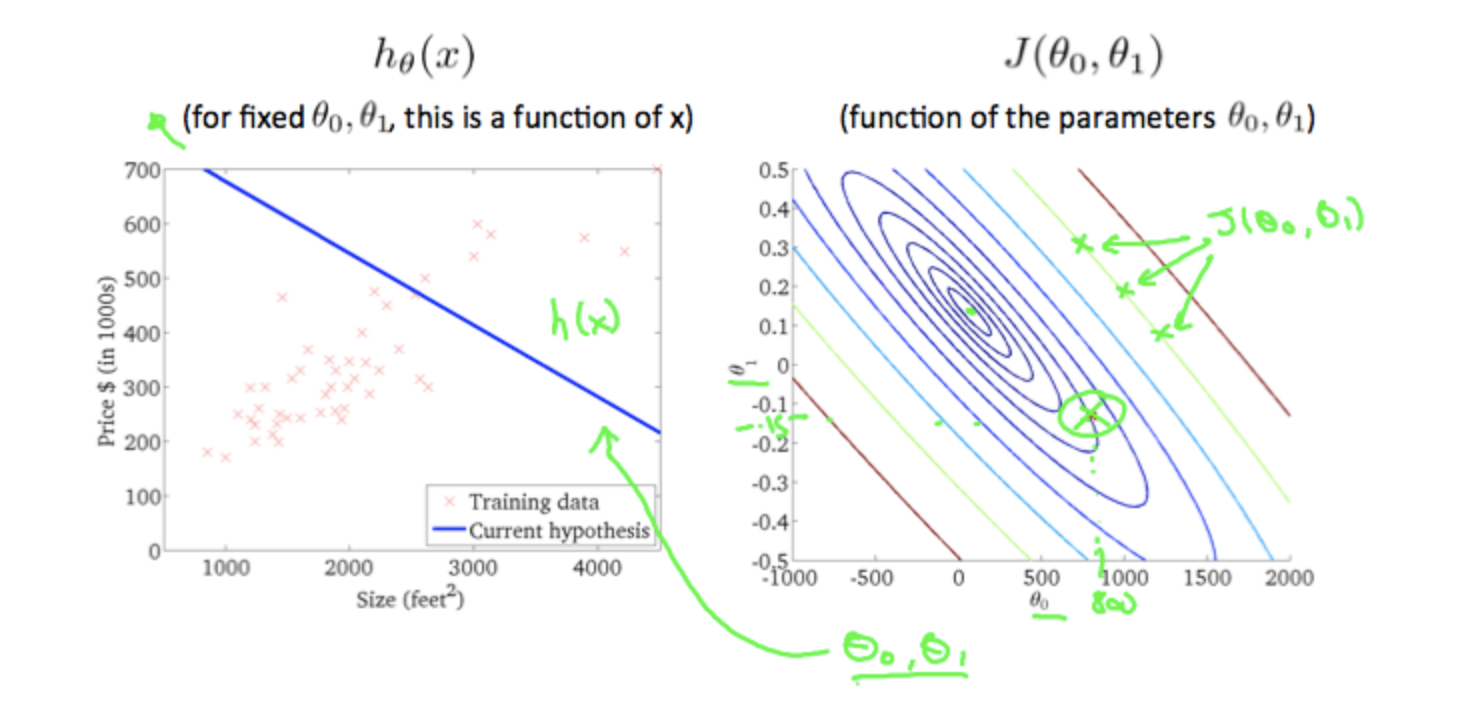 hθ(x)
(for fixed θ0, θ1, this is a function of x)
700
600
500
400
300
200
100
0
Price $ (in 1000s)
h(x)
Training data
Current hypothesis
1000 2000 3000 4000
Size (feet²)
J(θ0, θ1)
(function of the parameters θ0, θ1)
0.5
0.4
0.3
0.2
0.1
0
-0.1
-0.2
-0.3
-0.4
-0.5
θ1
-.15
J(θ0, θ1)
-1000 -500 0 500 1000 1500 2000
θ0
800
θ0, θ1